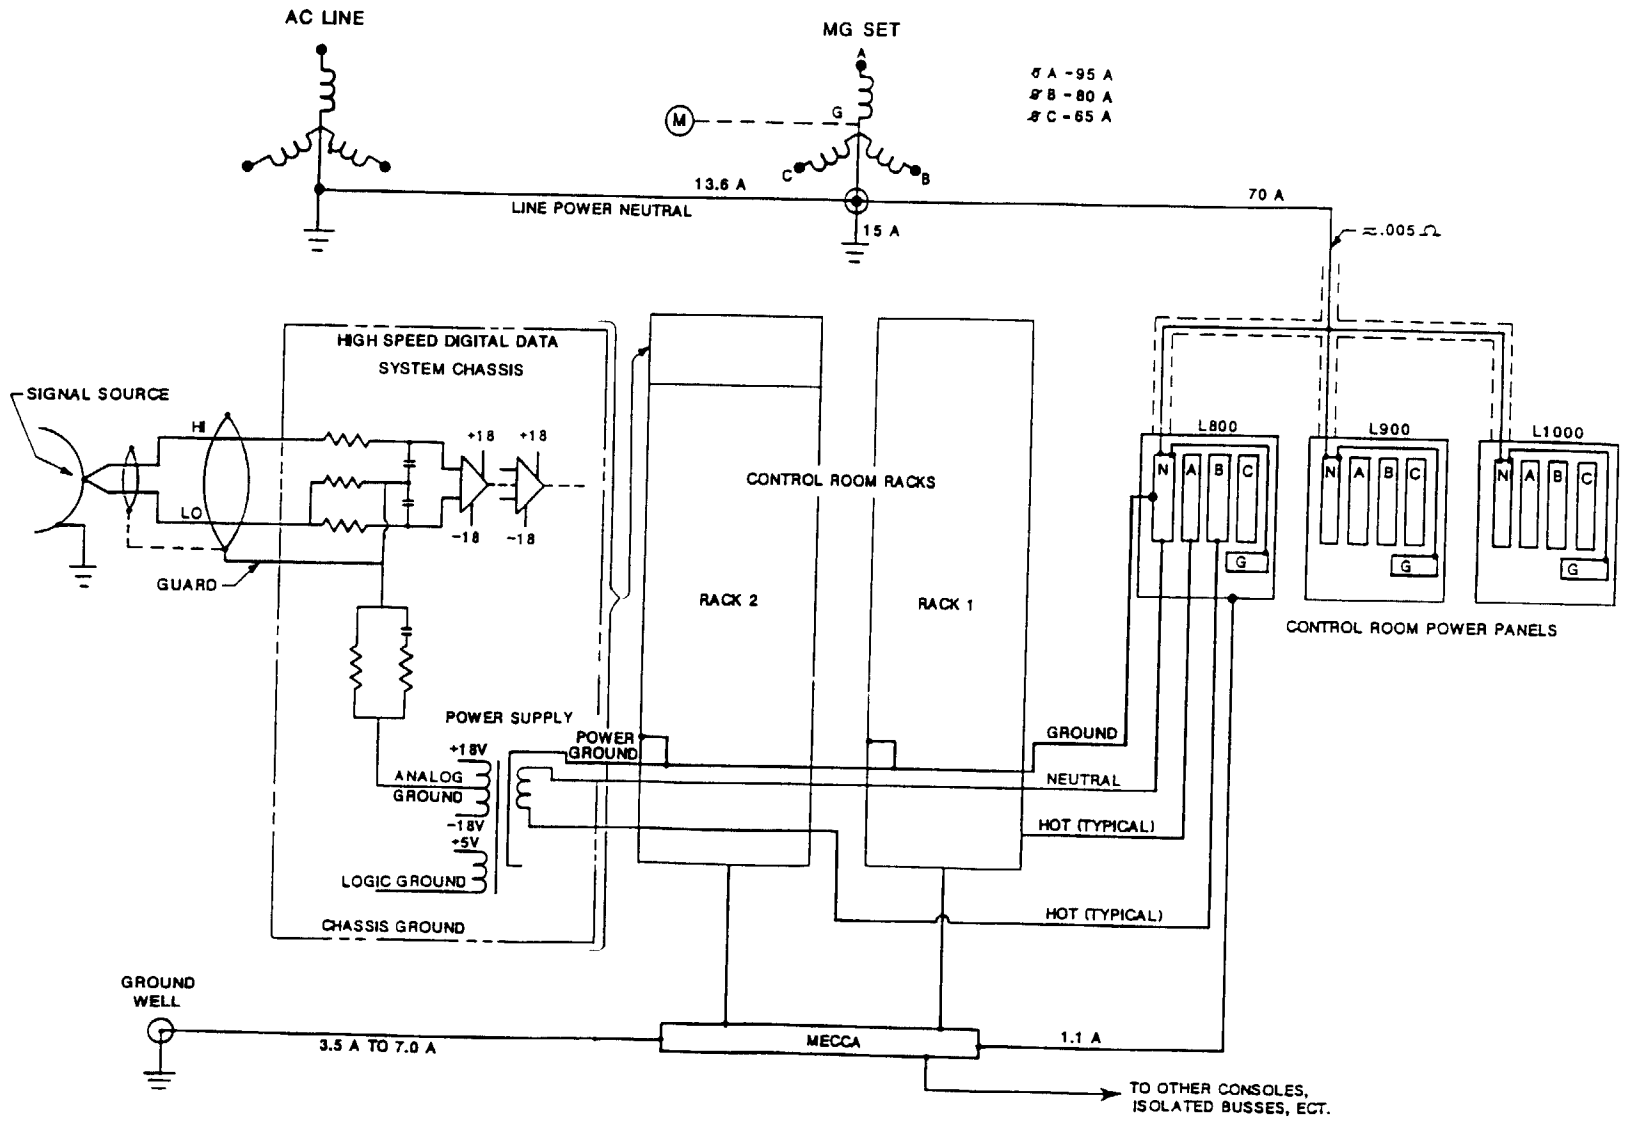 AC LINE
MG SET
A
ø A -95 A
ø B -80 A
ø C -65 A
M
G
C
B
13.6 A
LINE POWER NEUTRAL
15 A
70 A
≈.005 Ω
HIGH SPEED DIGITAL DATA
SYSTEM CHASSIS
SIGNAL SOURCE
HI
LO
+18
+18
-18
-18
GUARD
CONTROL ROOM RACKS
RACK 2
RACK 1
L800
N
A
B
C
G
L900
N
A
B
C
G
L1000
N
A
B
C
G
CONTROL ROOM POWER PANELS
POWER SUPPLY
POWER
GROUND
+18V
ANALOG
GROUND
-18V
+5V
LOGIC GROUND
CHASSIS GROUND
GROUND
NEUTRAL
HOT (TYPICAL)
HOT (TYPICAL)
GROUND
WELL
3.5 A TO 7.0 A
MECCA
1.1 A
TO OTHER CONSOLES,
ISOLATED BUSSES, ECT.